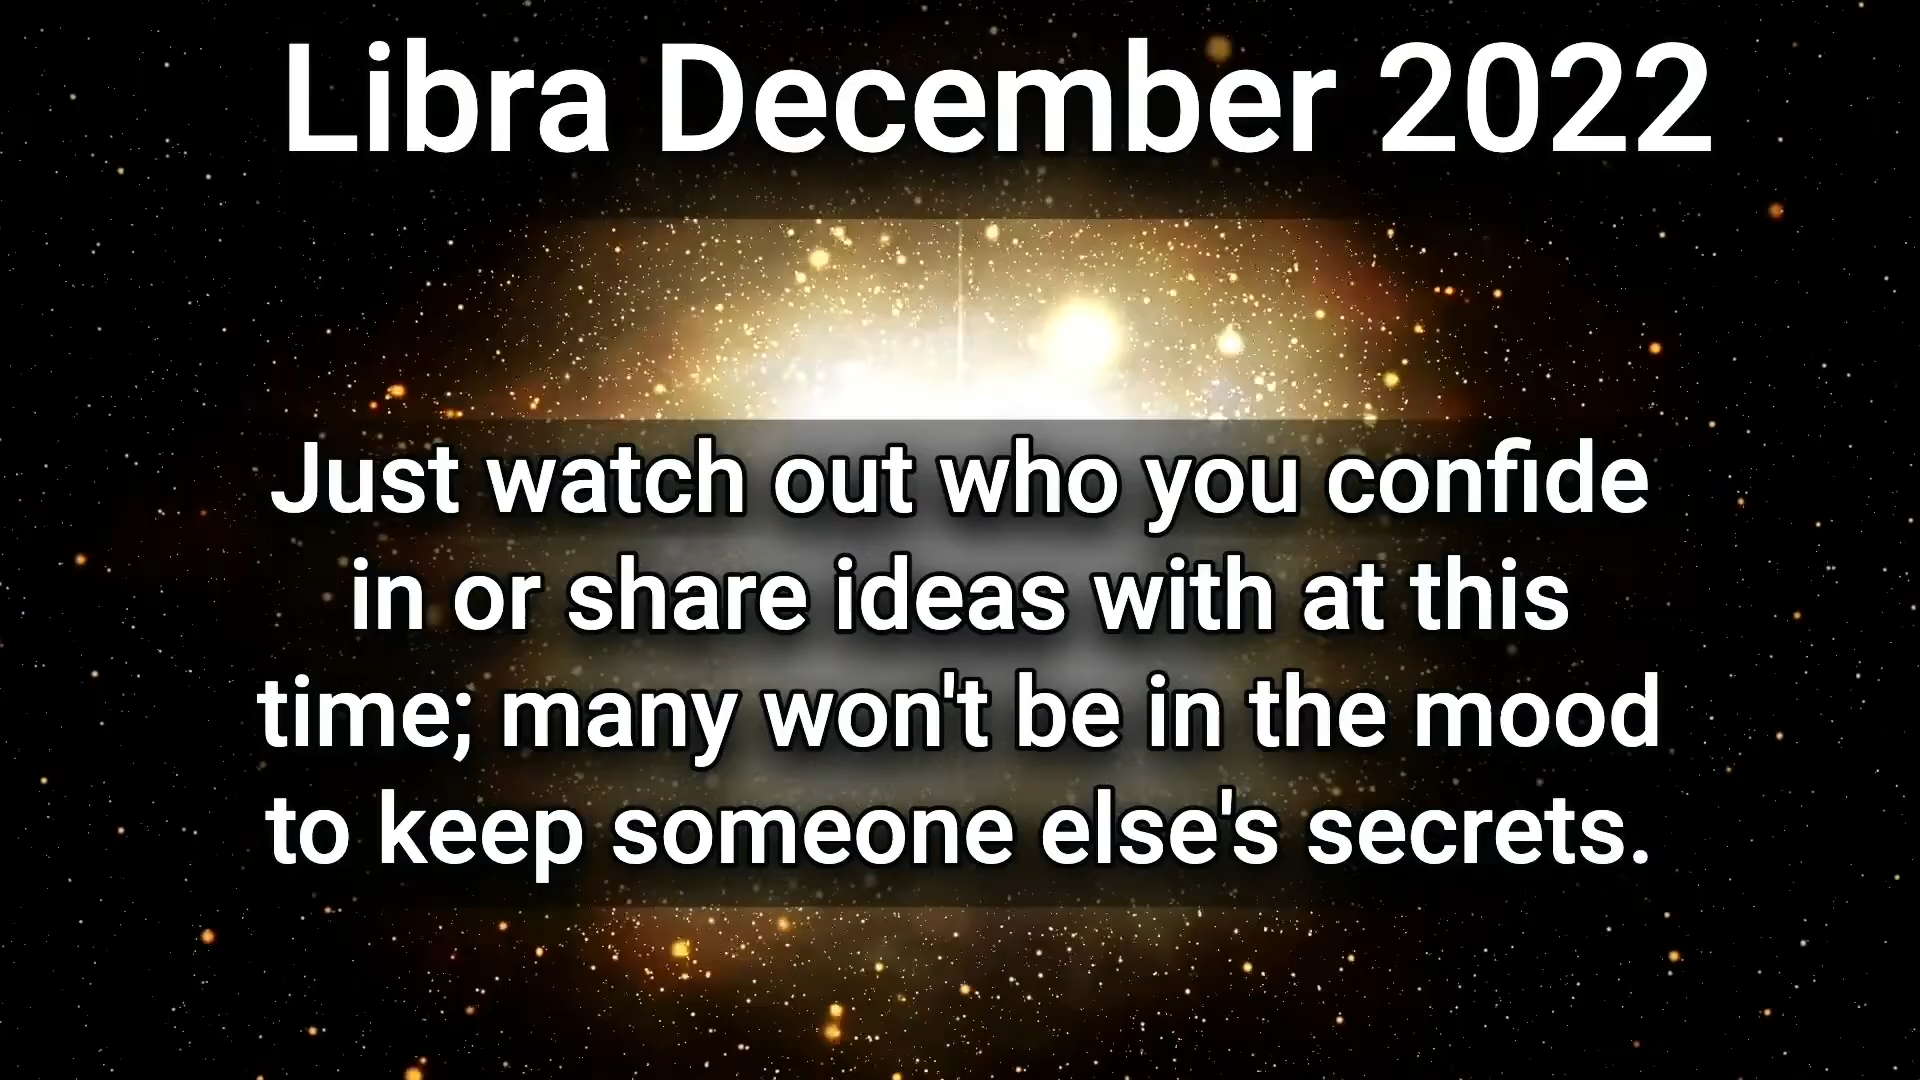 Libra December 2022
Just watch out who you confide
in or share ideas with at this
time; many won't be in the mood
to keep someone else's secrets.